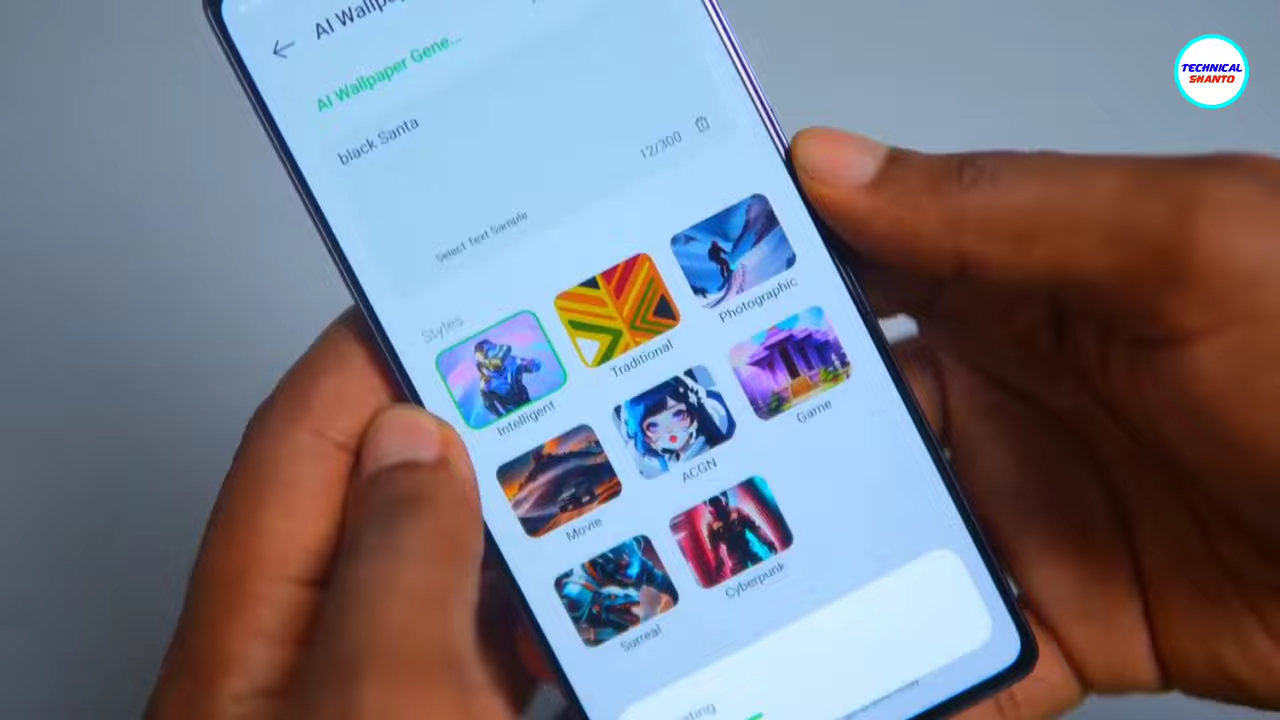 AI Wallpaper Gene...
black Santa
12/300
Select Text Sample
Styles
Intelligent
Traditional
Photographic
Movie
ACGN
Game
Surreal
Cyberpunk
TECHNICAL
SHANTO